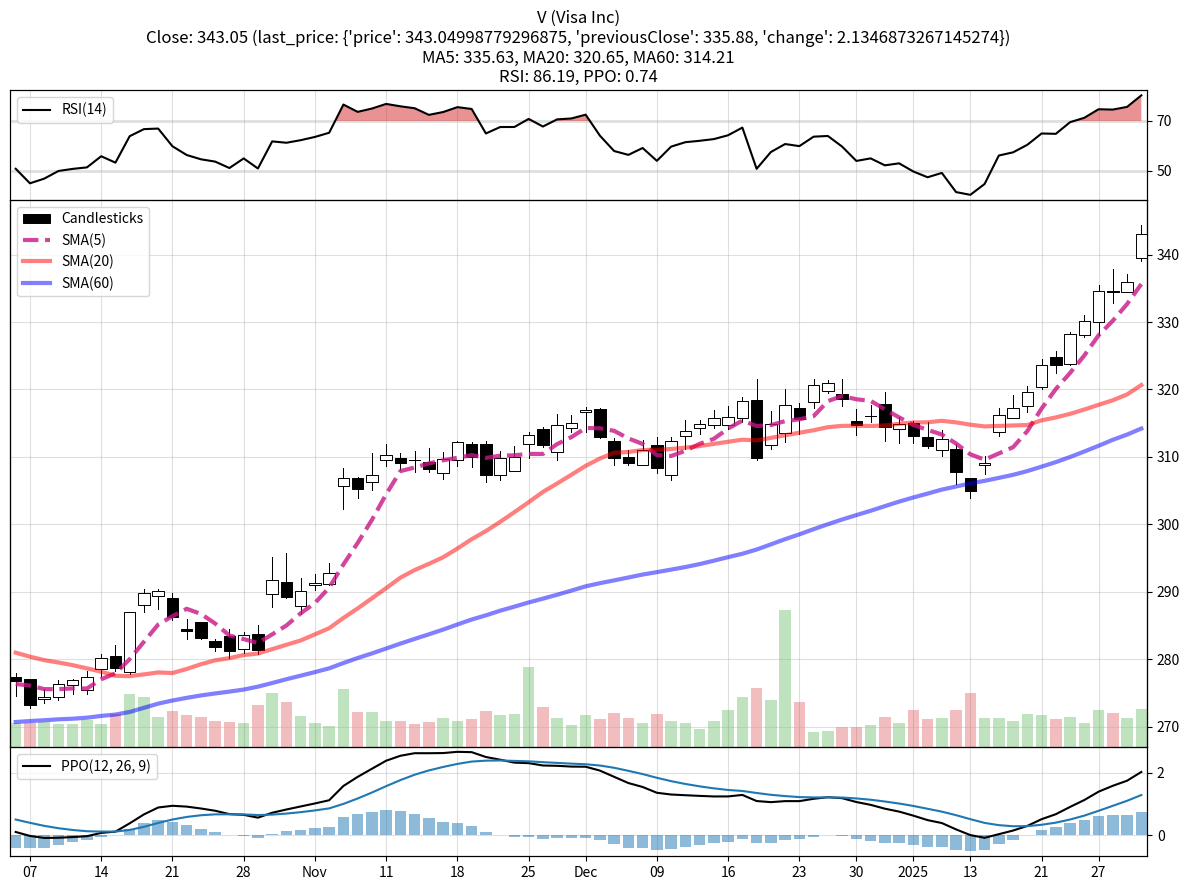 V (Visa Inc)
Close: 343.05 (last_price: {'price': 343.04998779296875, 'previousClose': 335.88, 'change': 2.1346873267145274})
MA5: 335.63, MA20: 320.65, MA60: 314.21
RSI: 86.19, PPO: 0.74
RSI(14)
70
50
Candlesticks
SMA(5)
SMA(20)
SMA(60)
340
330
320
310
300
290
280
270
PPO(12, 26, 9)
2
0
07 14 21 28 Nov 11 18 25 Dec 09 16 23 30 2025 13 21 27